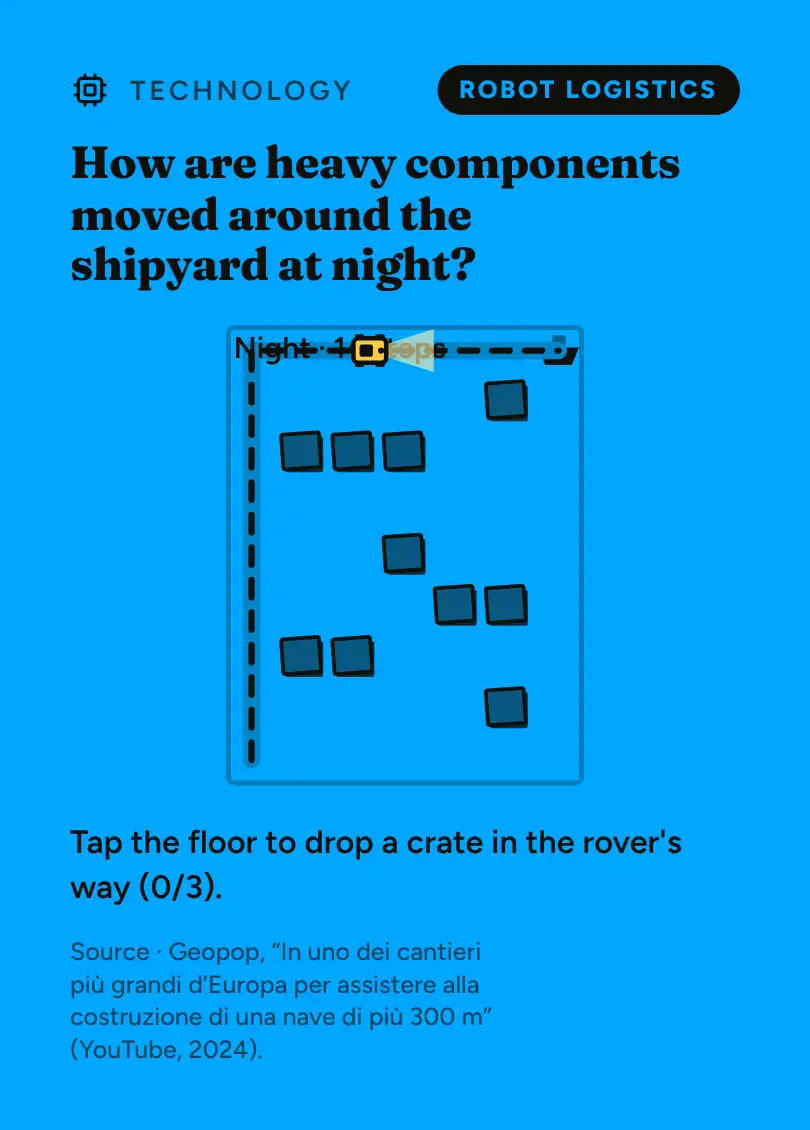 TECHNOLOGY
ROBOT LOGISTICS
How are heavy components
moved around the
shipyard at night?
Night · 1
Tap the floor to drop a crate in the rover's
way (0/3).
Source · Geopop, “In uno dei cantieri
più grandi d’Europa per assistere alla
costruzione di una nave di più 300 m”
(YouTube, 2024).